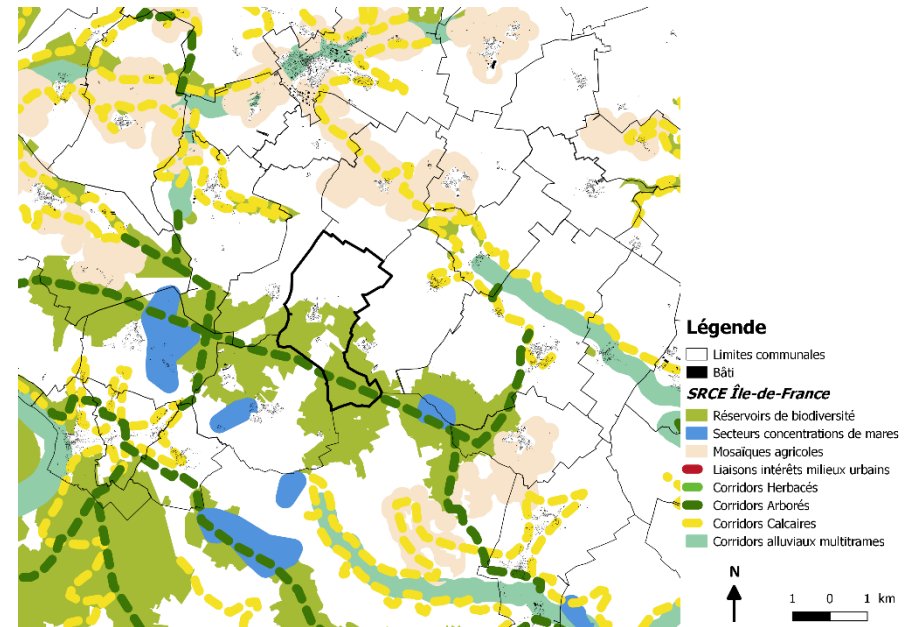 Légende
Limites communales
Bâti
SRCE Île-de-France
Réservoirs de biodiversité
Secteurs concentrations de mares
Mosaïques agricoles
Liaisons intérêts milieux urbains
Corridors Herbacés
Corridors Arborés
Corridors Calcaires
Corridors alluviaux multitrames
N
1 0 1 km